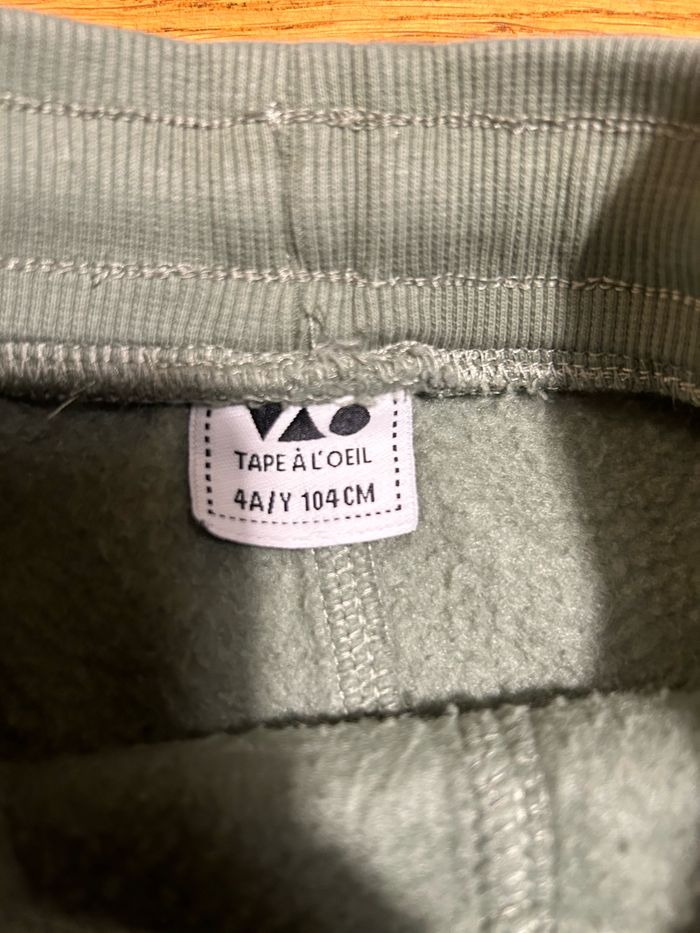 TAPE À L'OEIL
4A/Y 104CM